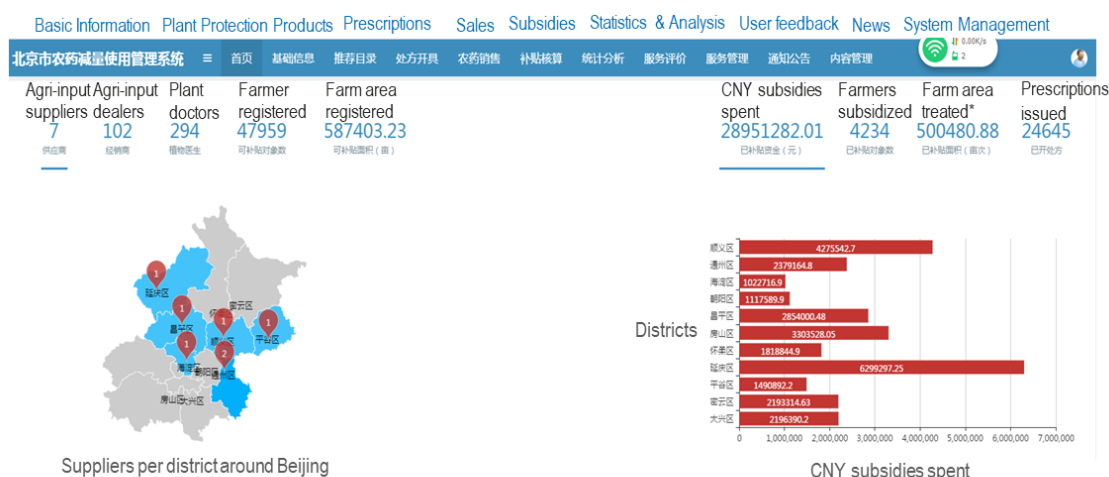 Basic Information Plant Protection Products Prescriptions Sales Subsidies Statistics & Analysis User feedback News System Management
北京市农药减量使用管理系统 ≡ 首页 基础信息 推荐目录 处方开具 农药销售 补贴核算 统计分析 服务评价 服务管理 通知公告 内容管理 0.00K/s
2
Agri-input suppliers
7
供应商
Agri-input dealers
102
经销商
Plant doctors
294
植物医生
Farmer registered
47959
可补贴对象数
Farm area registered
587403.23
可补贴面积（亩）
CNY subsidies spent
28951282.01
已补贴资金（元）
Farmers subsidized
4234
已补贴对象数
Farm area treated*
500480.88
已补贴面积（亩次）
Prescriptions issued
24645
已开处方
1
延庆区
密云区
1
昌平区
1
1
平谷区
1
海淀区
2
朝阳区
通州区
房山区
大兴区
Suppliers per district around Beijing
Districts
顺义区 4275542.7
通州区 2379164.8
海淀区 1022716.9
朝阳区 1117589.9
昌平区 2854000.48
房山区 3303528.05
怀柔区 1818844.9
延庆区 6299297.25
平谷区 1490892.2
密云区 2193314.63
大兴区 2196390.2
0 1,000,000 2,000,000 3,000,000 4,000,000 5,000,000 6,000,000 7,000,000
CNY subsidies spent